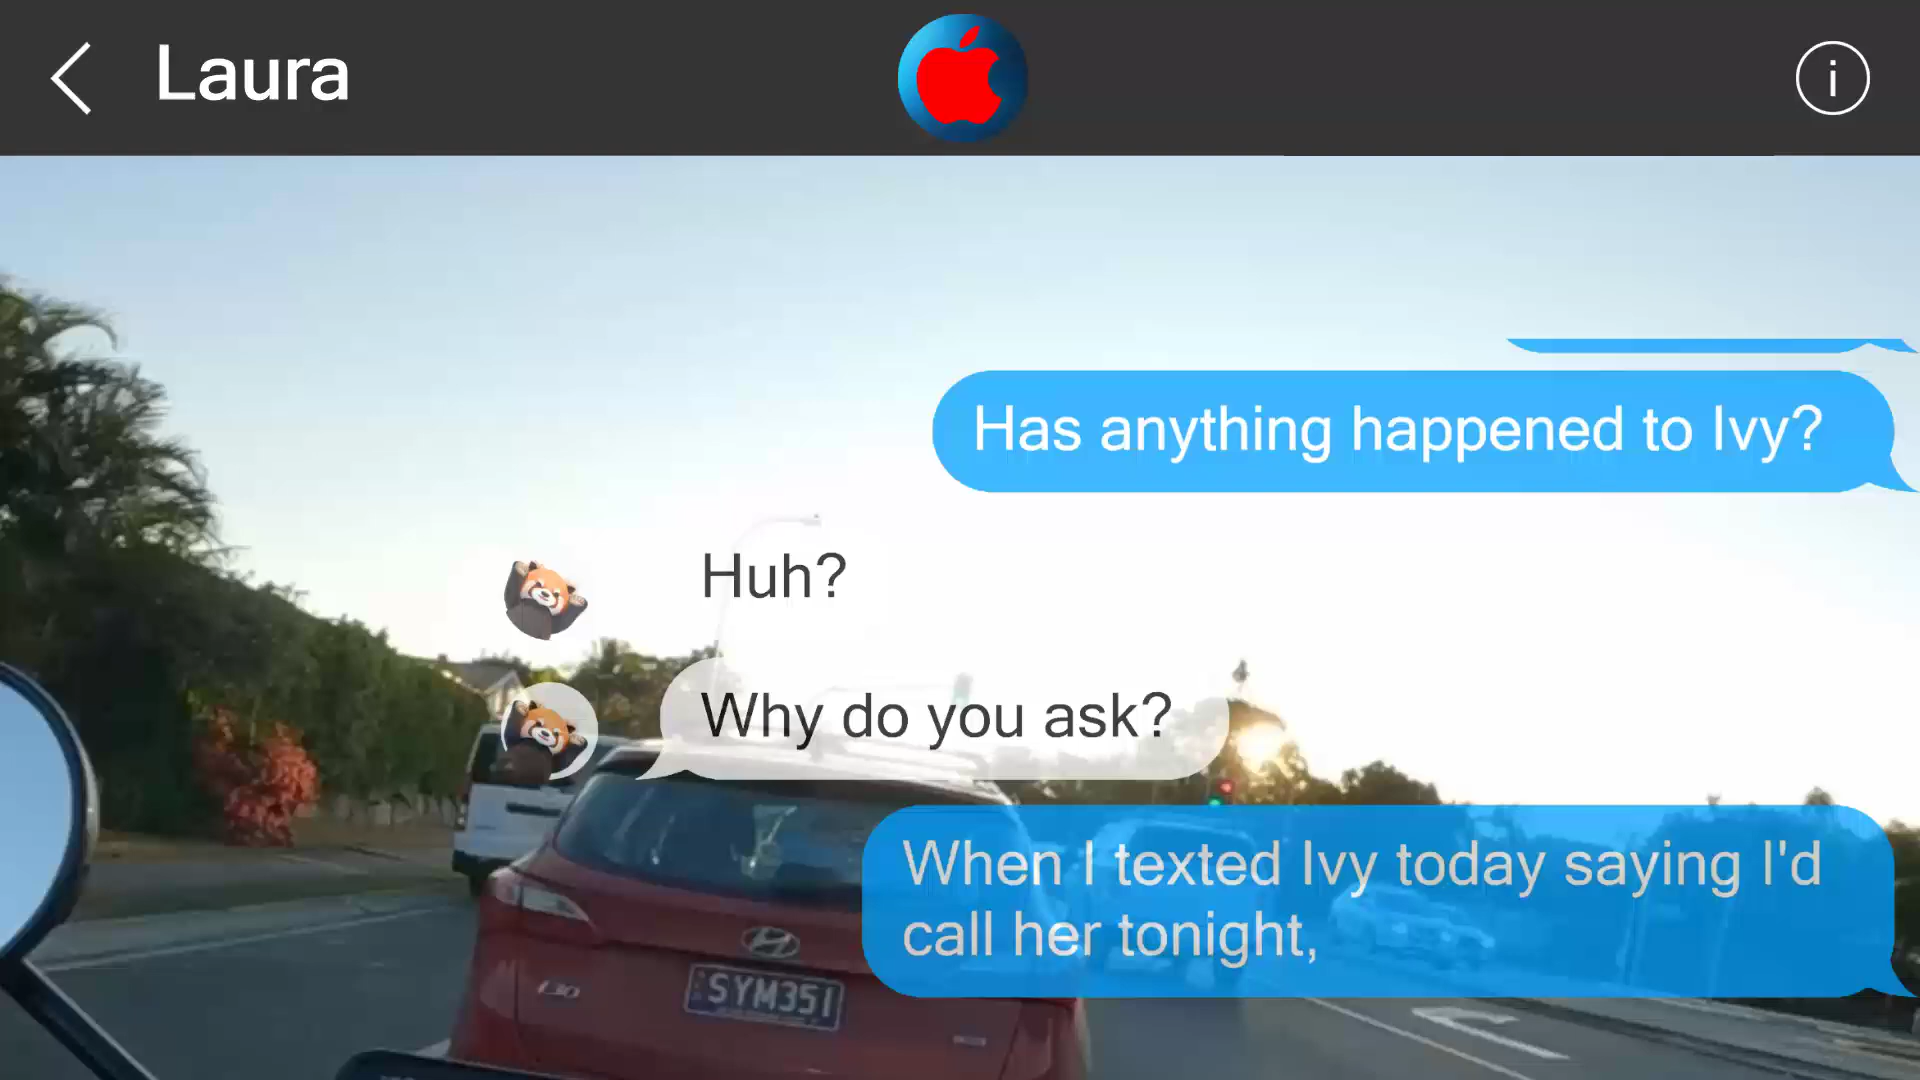 Laura
i
Has anything happened to Ivy?
Huh?
Why do you ask?
When I texted Ivy today saying I'd
call her tonight,
i30
SYM351